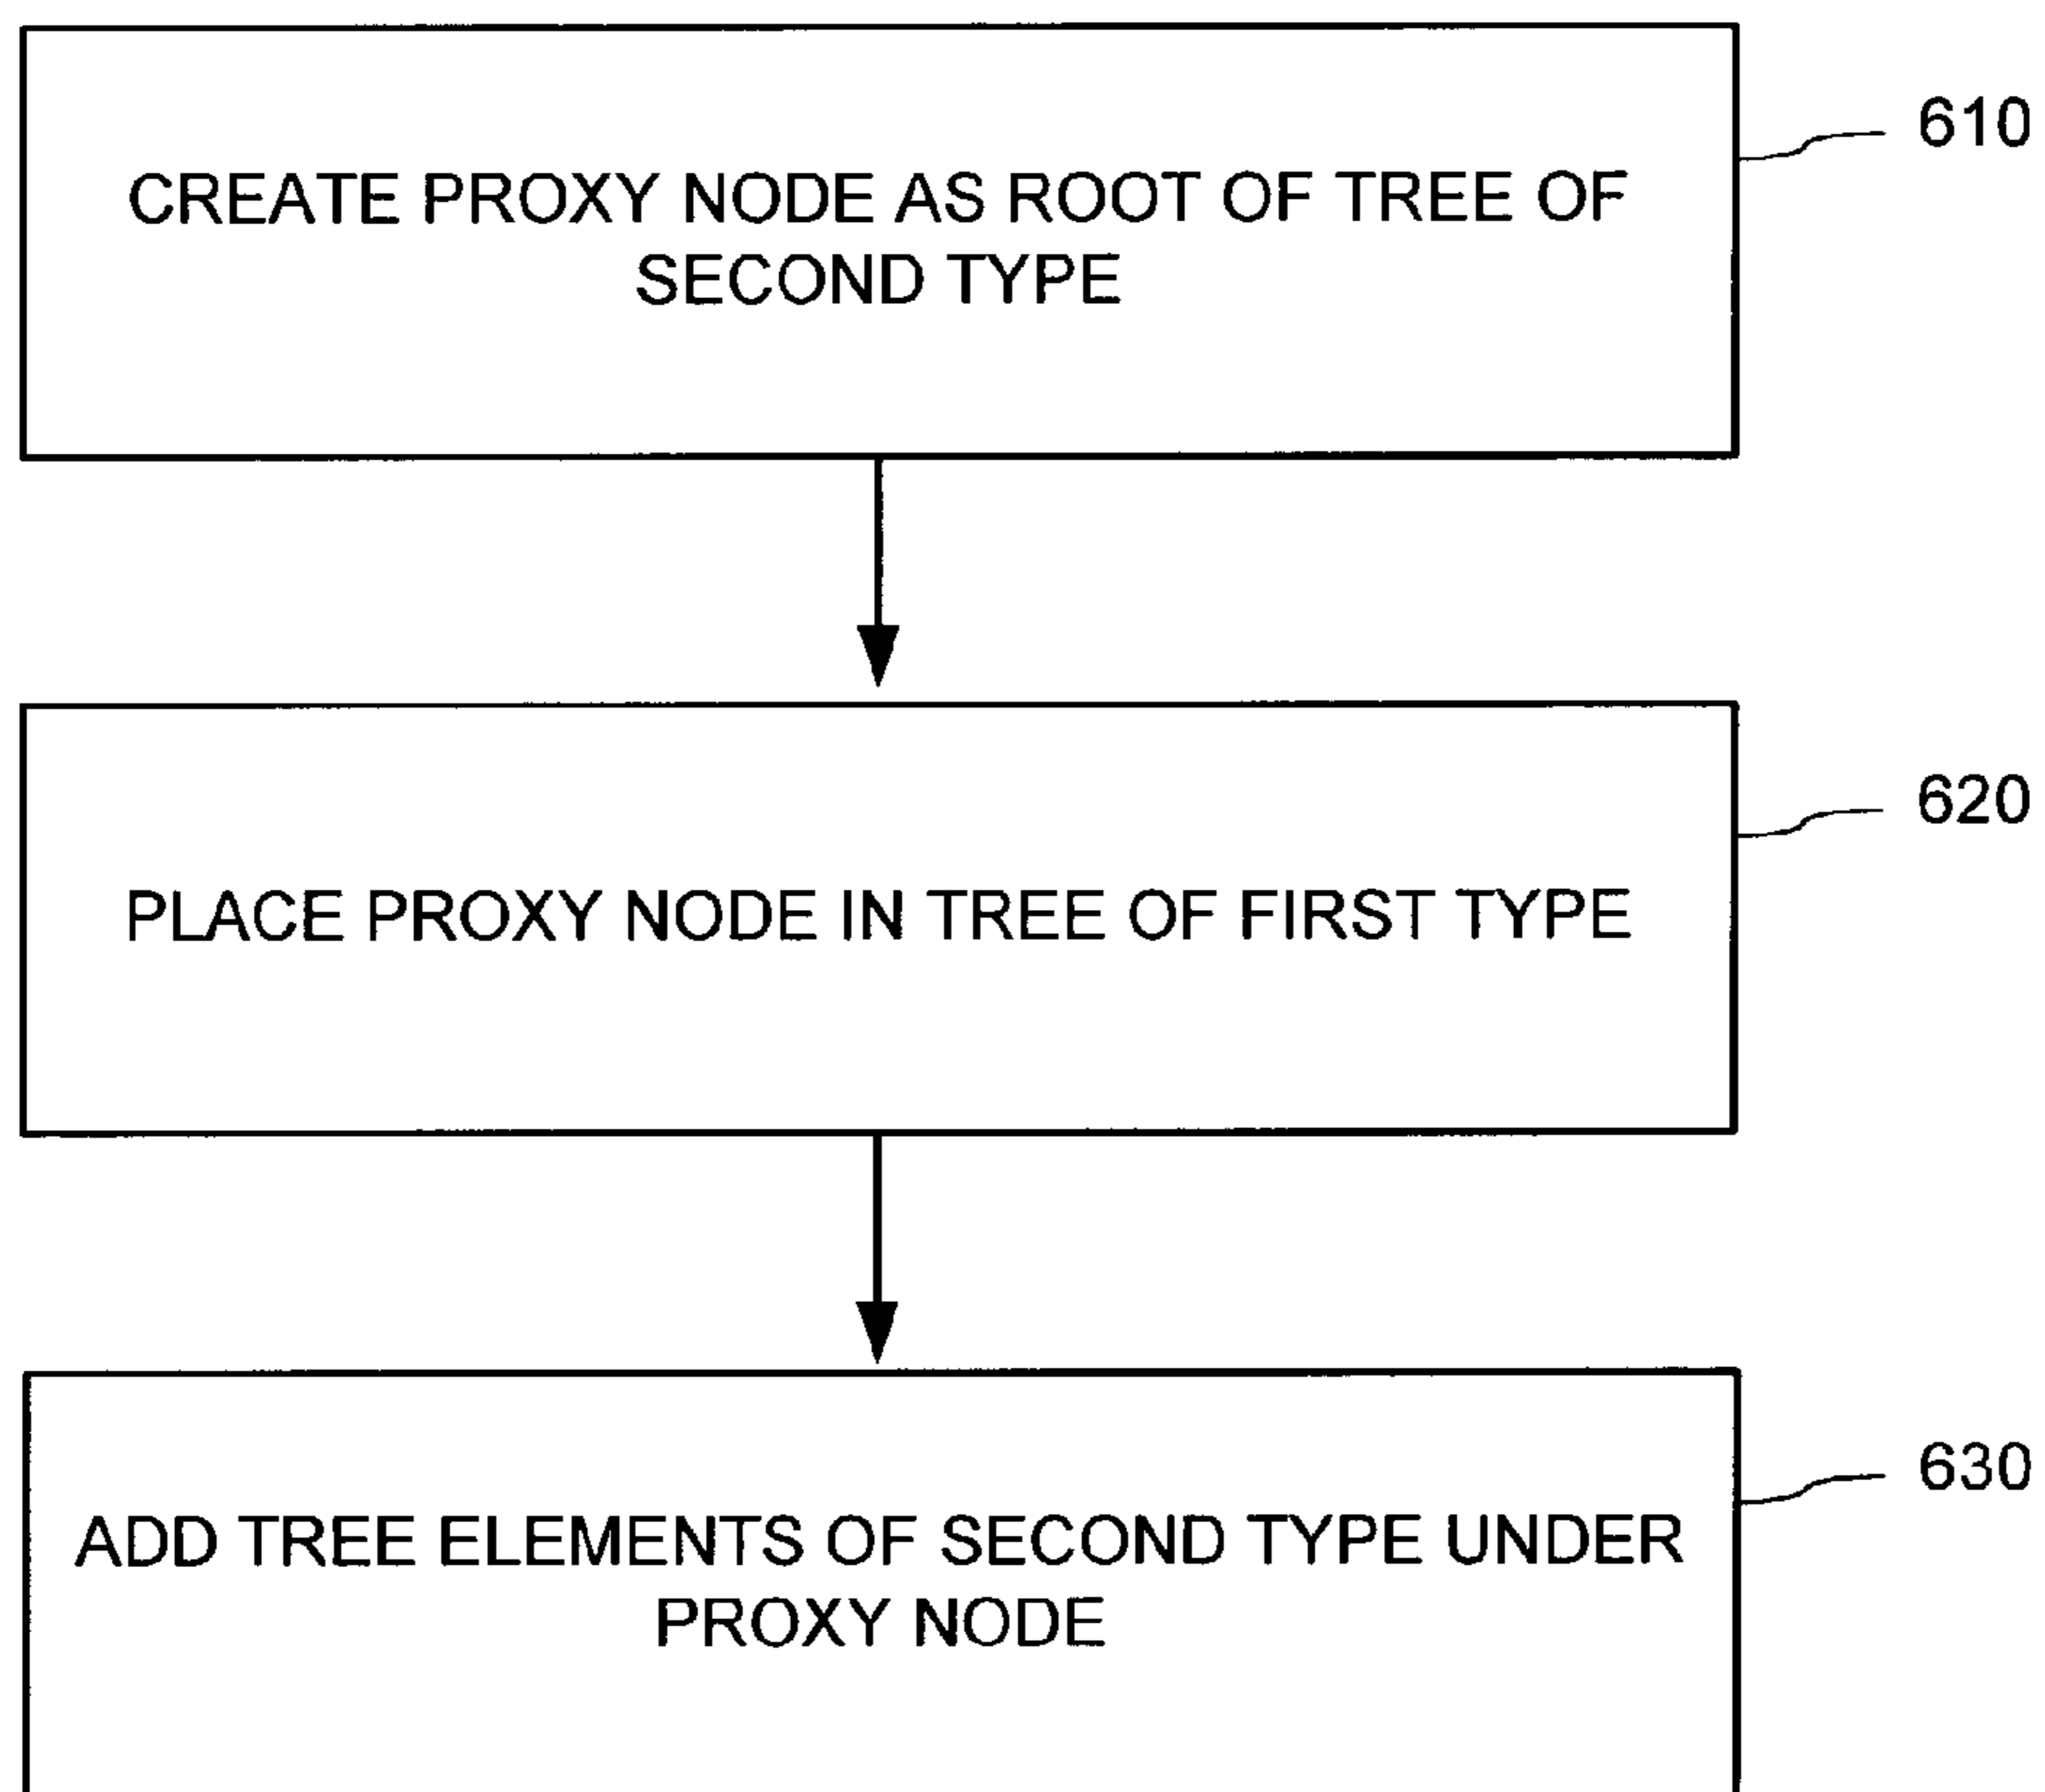 610
CREATE PROXY NODE AS ROOT OF TREE OF
SECOND TYPE
620
PLACE PROXY NODE IN TREE OF FIRST TYPE
630
ADD TREE ELEMENTS OF SECOND TYPE UNDER
PROXY NODE